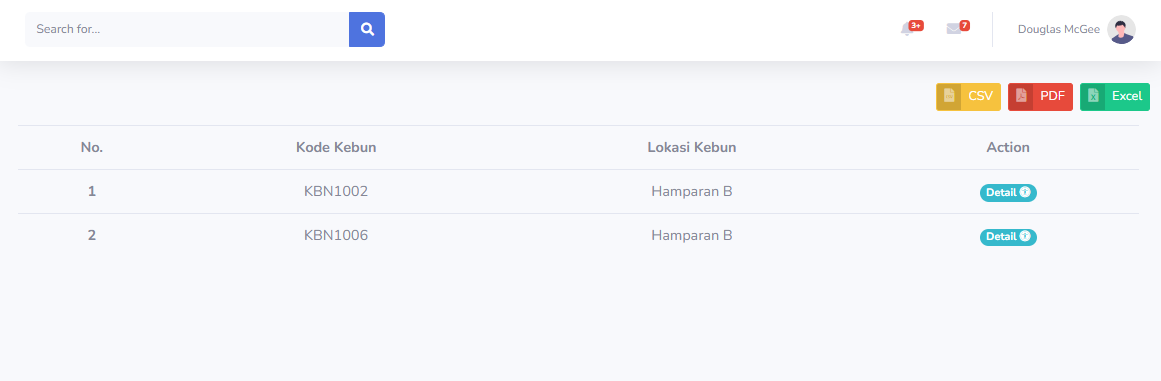 Search for...
3+
7
Douglas McGee
CSV
PDF
Excel
No. Kode Kebun Lokasi Kebun Action
1 KBN1002 Hamparan B Detail
2 KBN1006 Hamparan B Detail